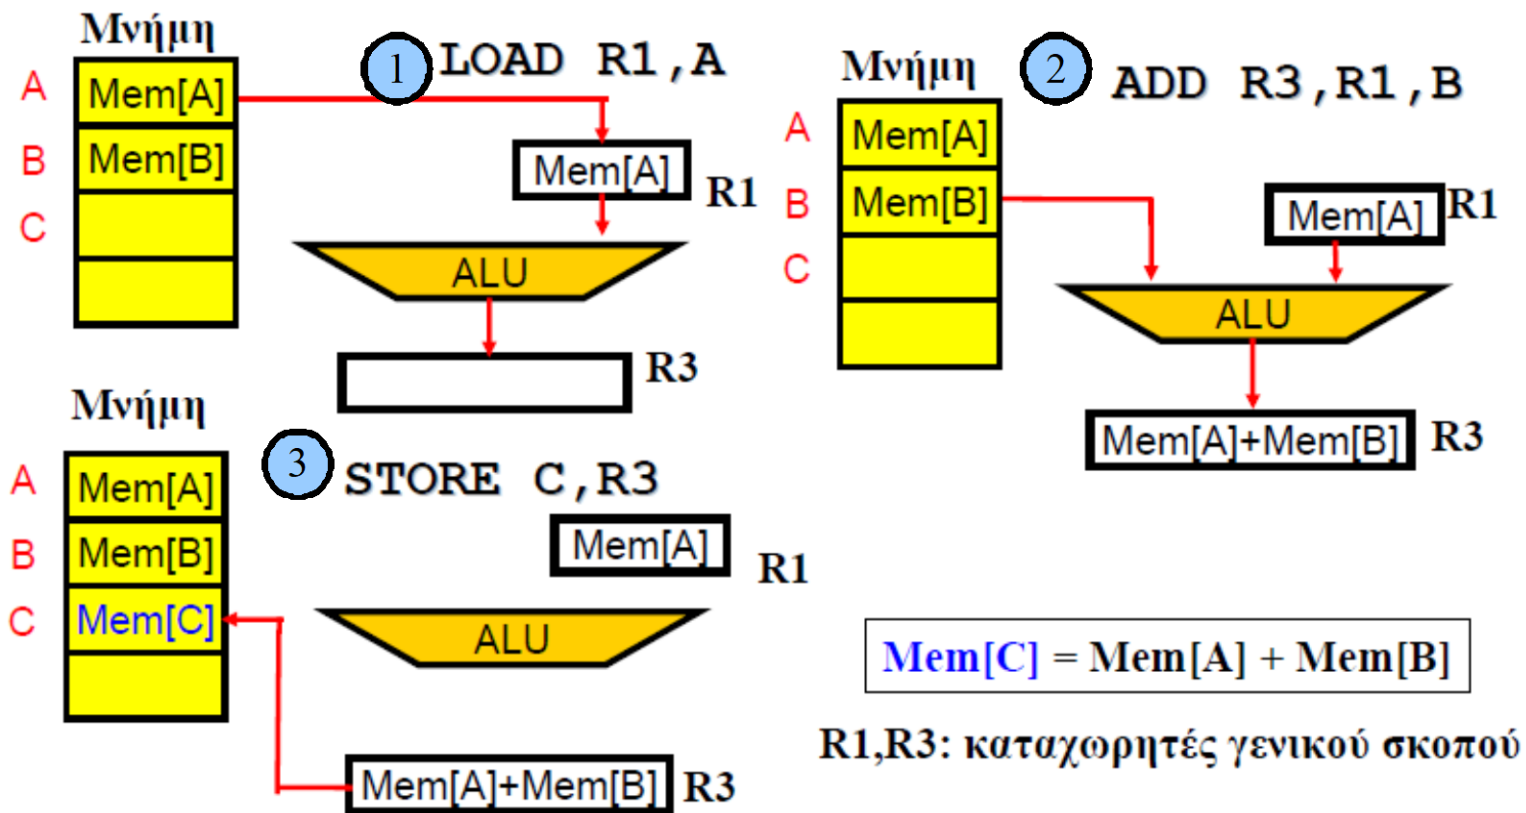 Μνήμη
1 LOAD R1,A
A Mem[A]
B Mem[B]
C
Mem[A] R1
ALU
R3
Μνήμη
2 ADD R3,R1,B
A Mem[A]
B Mem[B]
C
Mem[A] R1
ALU
Mem[A]+Mem[B] R3
Μνήμη
3 STORE C,R3
A Mem[A]
B Mem[B]
C Mem[C]
Mem[A] R1
ALU
Mem[A]+Mem[B] R3
Mem[C] = Mem[A] + Mem[B]
R1,R3: καταχωρητές γενικού σκοπού